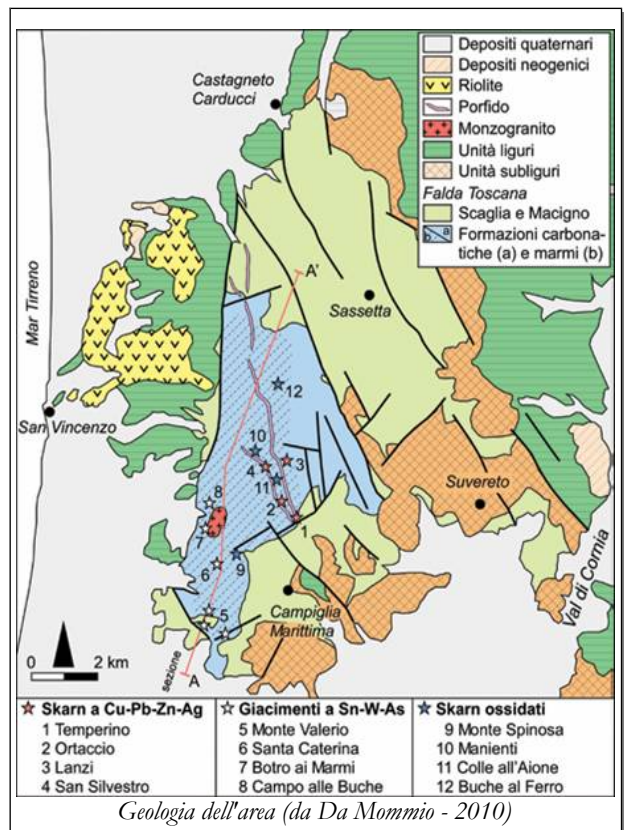 Depositi quaternari
Depositi neogenici
Riolite
Porfido
Monzogranito
Unità liguri
Unità subliguri
Falda Toscana
Scaglia e Macigno
a
b
Formazioni carbona-
tiche (a) e marmi (b)
Castagneto
Carducci
Mar Tirreno
A'
Sassetta
San Vincenzo
12
10
4
3
11
8
2
7
1
Suvereto
6
9
5
Campiglia
Marittima
Val di Cornia
0 2 km
sezione
A
Skarn a Cu-Pb-Zn-Ag
1 Temperino
2 Ortaccio
3 Lanzi
4 San Silvestro
Giacimenti a Sn-W-As
5 Monte Valerio
6 Santa Caterina
7 Botro ai Marmi
8 Campo alle Buche
Skarn ossidati
9 Monte Spinosa
10 Manienti
11 Colle all'Aione
12 Buche al Ferro
Geologia dell'area (da Da Mommio - 2010)